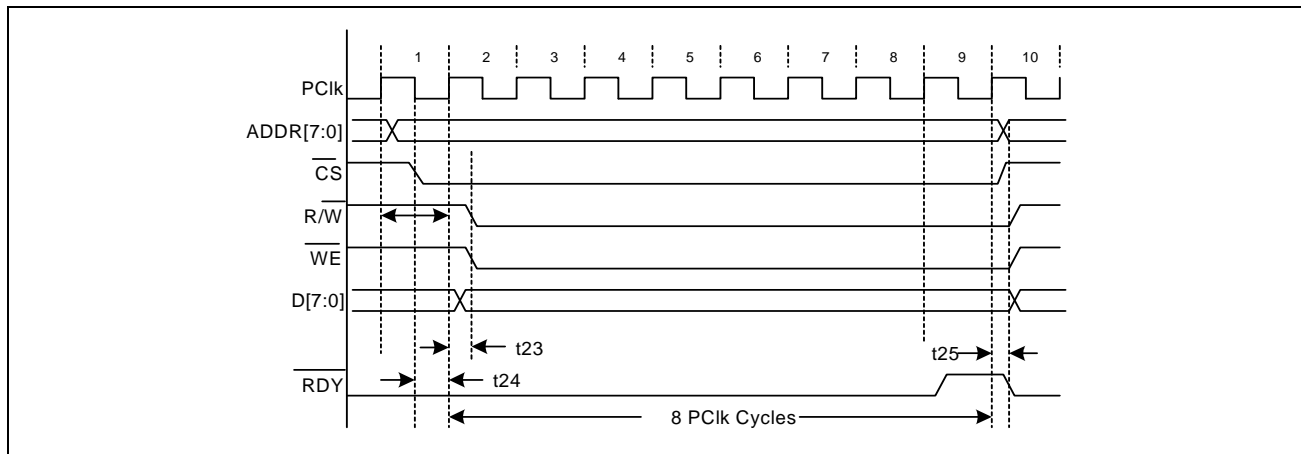 1 2 3 4 5 6 7 8 9 10
PClk
ADDR[7:0]
CS
R/W
WE
D[7:0]
t23
t25
t24
RDY
8 PClk Cycles